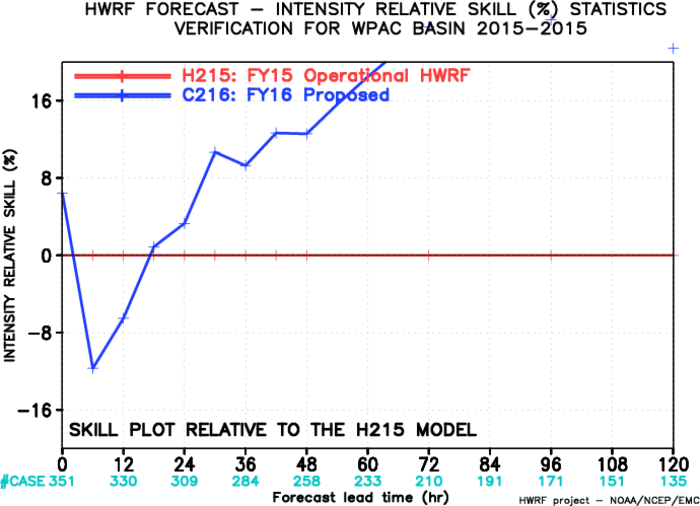 HWRF FORECAST – INTENSITY RELATIVE SKILL (%) STATISTICS
VERIFICATION FOR WPAC BASIN 2015–2015
H215: FY15 Operational HWRF
C216: FY16 Proposed
INTENSITY RELATIVE SKILL (%)
16
8
0
−8
−16
SKILL PLOT RELATIVE TO THE H215 MODEL
0 12 24 36 48 60 72 84 96 108 120
#CASE 351 330 309 284 258 233 210 191 171 151 135
Forecast lead time (hr)
HWRF project – NOAA/NCEP/EMC